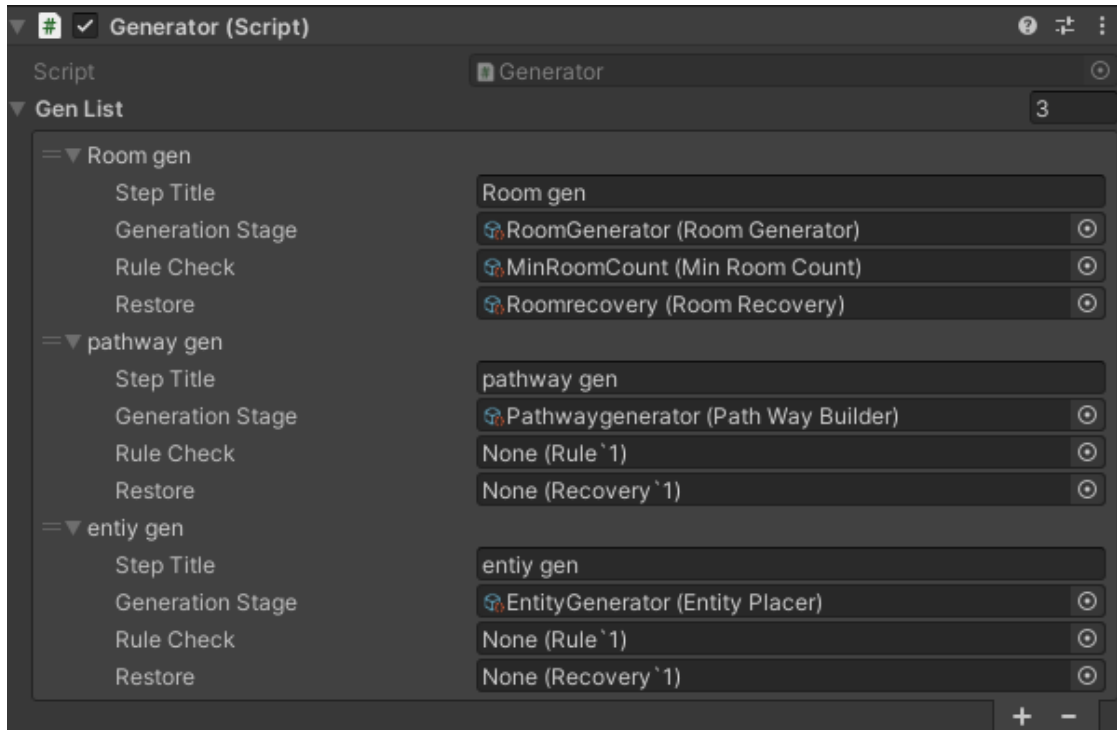 # Generator (Script)
Script Generator
Gen List 3
Room gen
Step Title Room gen
Generation Stage RoomGenerator (Room Generator)
Rule Check MinRoomCount (Min Room Count)
Restore Roomrecovery (Room Recovery)
pathway gen
Step Title pathway gen
Generation Stage Pathwaygenerator (Path Way Builder)
Rule Check None (Rule`1)
Restore None (Recovery`1)
entiy gen
Step Title entiy gen
Generation Stage EntityGenerator (Entity Placer)
Rule Check None (Rule`1)
Restore None (Recovery`1)
+ −